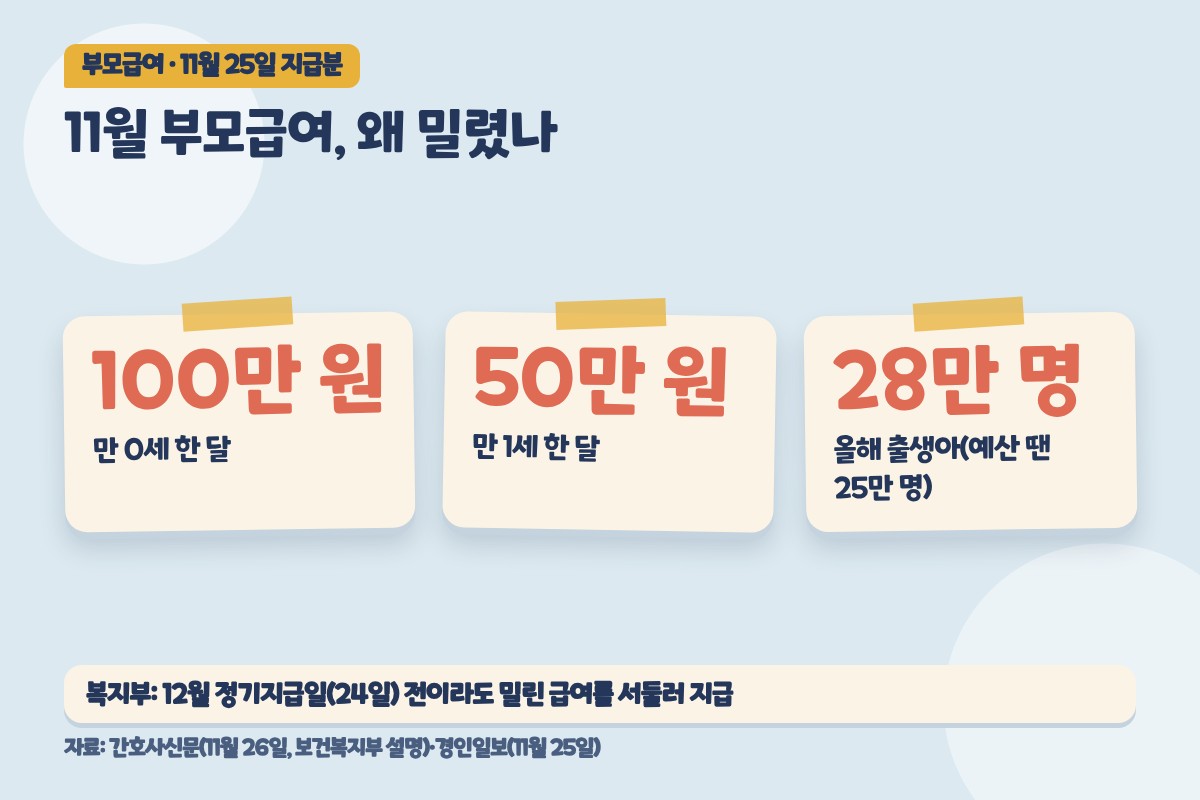 부모급여 · 11월 25일 지급분
11월 부모급여, 왜 밀렸나
100만 원
만 0세 한 달
50만 원
만 1세 한 달
28만 명
올해 출생아(예산 땐
25만 명)
복지부: 12월 정기지급일(24일) 전이라도 밀린 급여를 서둘러 지급
자료: 간호사신문(11월 26일, 보건복지부 설명)·경인일보(11월 25일)